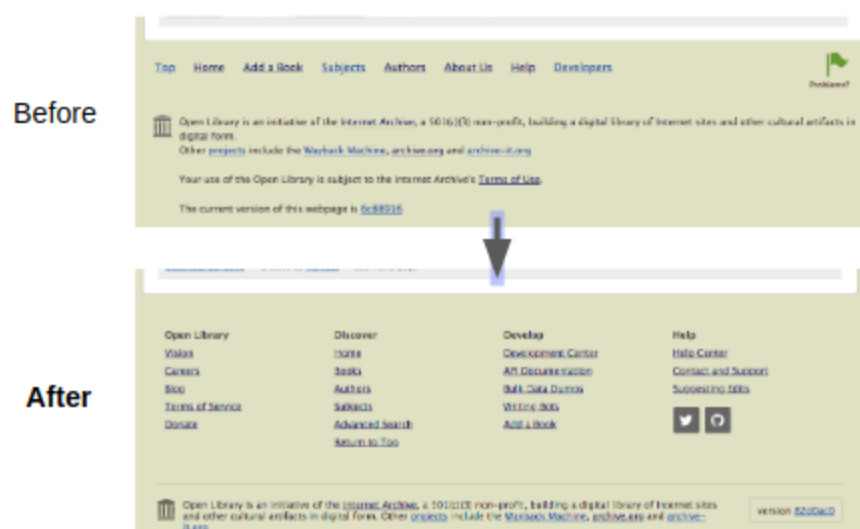 Before
Top Home Add a Book Subjects Authors About Us Help Developers
Problems?
Open Library is an initiative of the Internet Archive, a 501(c)(3) non-profit, building a digital library of Internet sites and other cultural artifacts in
digital form.
Other projects include the Wayback Machine, archive.org and archive-it.org
Your use of the Open Library is subject to the Internet Archive's Terms of Use.
The current version of this webpage is
After
Open Library Discover Develop Help
Vision Home Development Center Help Center
Careers Books API Documentation Contact and Support
Blog Authors Bulk Data Dumps Suggesting Edits
Terms of Service Subjects Writing Bots
Donate Advanced Search Add a Book
Return to Top
Open Library is an initiative of the Internet Archive, a 501(c)(3) non-profit, building a digital library of Internet sites
and other cultural artifacts in digital form. Other projects include the Wayback Machine, archive.org and archive-
it.org
version